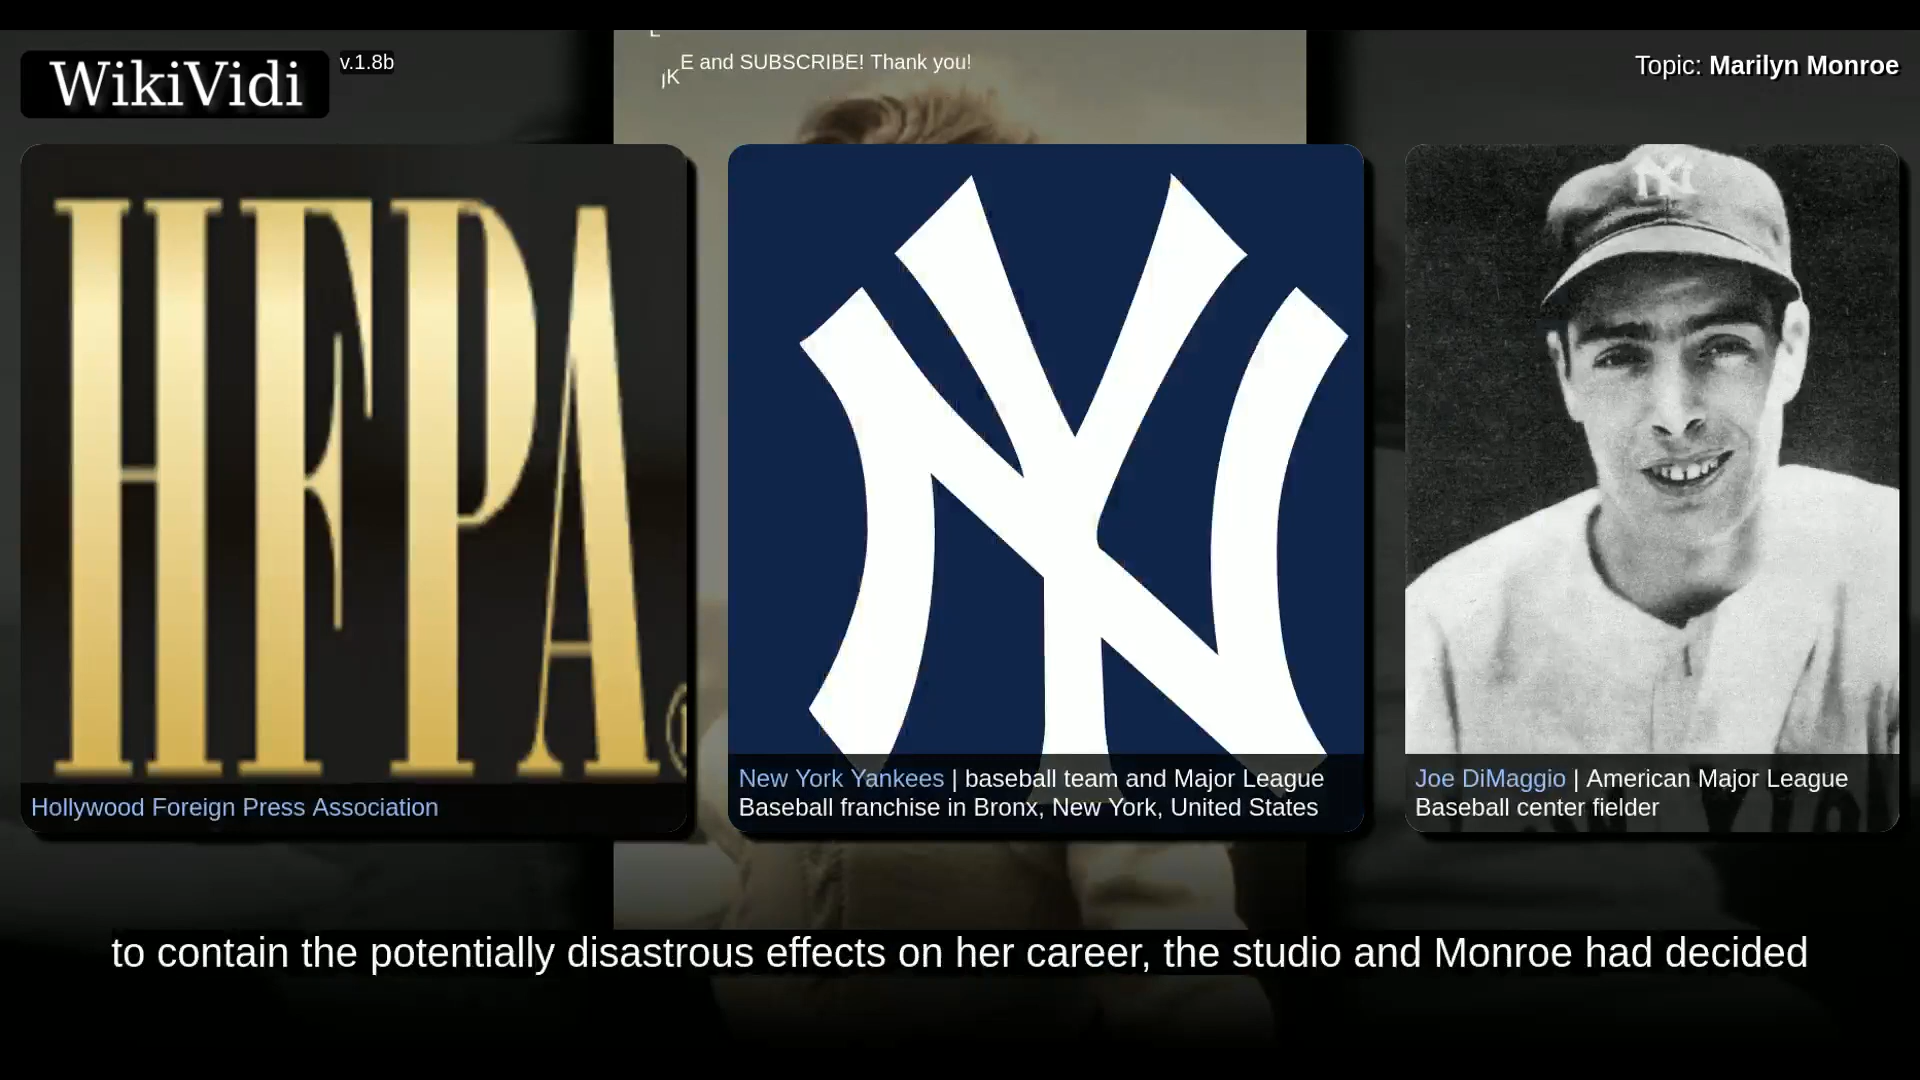 WikiVidi
v.1.8b
E and SUBSCRIBE! Thank you!
Topic: Marilyn Monroe
HFPA
NY
NY
Hollywood Foreign Press Association
New York Yankees | baseball team and Major League
Baseball franchise in Bronx, New York, United States
Joe DiMaggio | American Major League
Baseball center fielder
to contain the potentially disastrous effects on her career, the studio and Monroe had decided